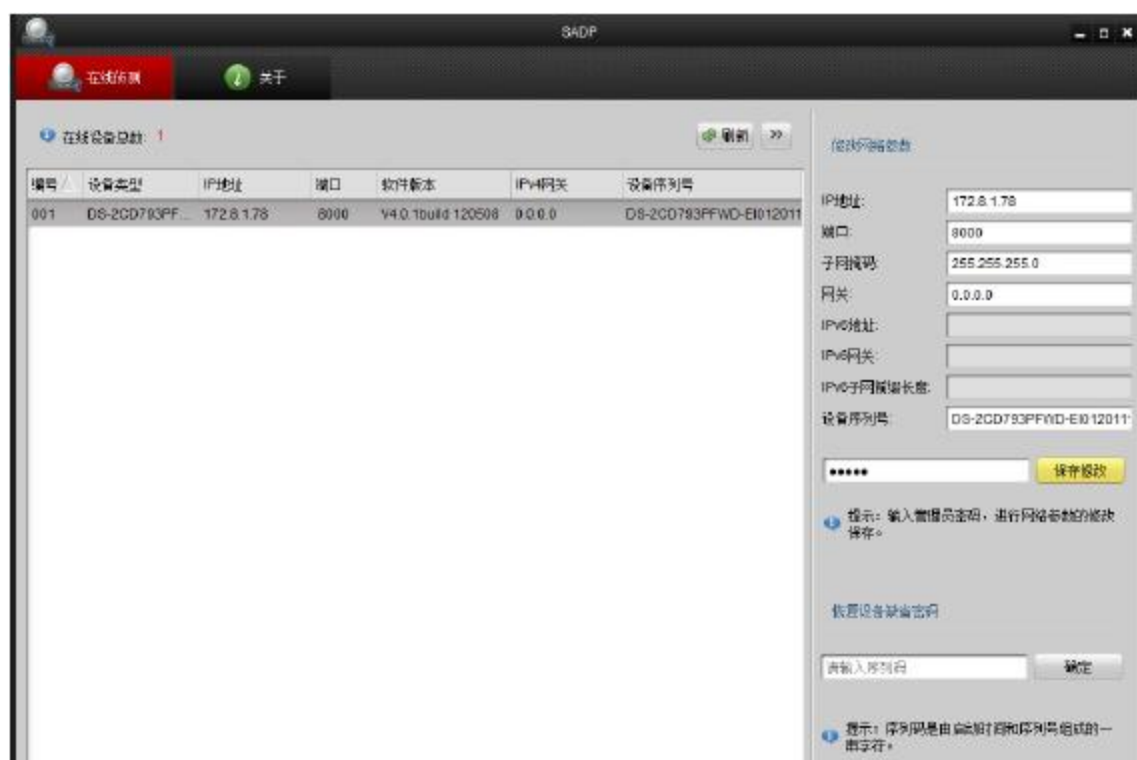 SADP
在线侦测
关于
在线设备总数: 1
刷新 >>
编号 设备类型 IP地址 端口 软件版本 IPv4网关 设备序列号
001 DS-2CD793PF... 172.8.1.78 8000 V4.0.1build 120508 0.0.0.0 DS-2CD793PFWD-EI012011
修改网络参数
IP地址: 172.8.1.78
端口: 8000
子网掩码: 255.255.255.0
网关: 0.0.0.0
IPv6地址:
IPv6网关:
IPv6子网前缀长度:
设备序列号: DS-2CD793PFWD-EI012011
●●●●● 保存修改
提示：输入管理员密码，进行网络参数的修改
保存。
恢复设备缺省密码
请输入序列码 确定
提示：序列码是由启动时间和序列号组成的一
串字符。